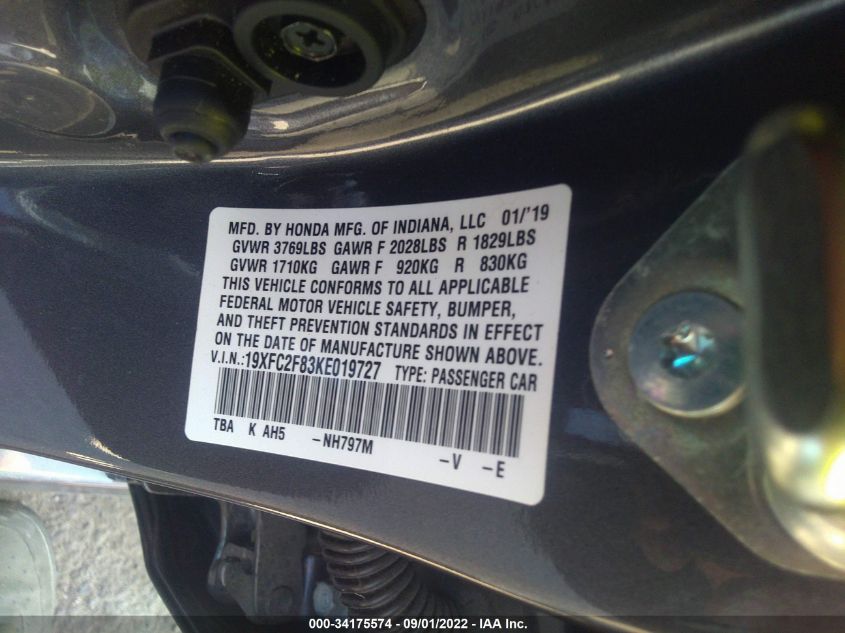 MFD. BY HONDA MFG. OF INDIANA, LLC 01/'19
GVWR 3769LBS GAWR F 2028LBS R 1829LBS
GVWR 1710KG GAWR F 920KG R 830KG
THIS VEHICLE CONFORMS TO ALL APPLICABLE
FEDERAL MOTOR VEHICLE SAFETY, BUMPER,
AND THEFT PREVENTION STANDARDS IN EFFECT
ON THE DATE OF MANUFACTURE SHOWN ABOVE.
V.I.N.:19XFC2F83KE019727 TYPE: PASSENGER CAR
TBA K AH5 -NH797M -V -E
000-34175574 - 09/01/2022 - IAA Inc.